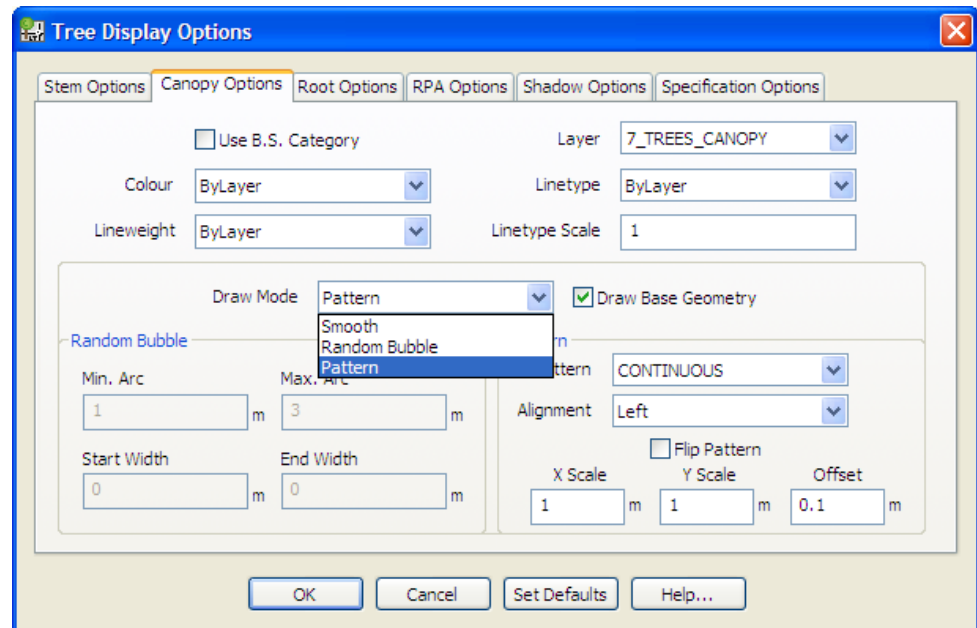 Tree Display Options
Stem Options Canopy Options Root Options RPA Options Shadow Options Specification Options
Use B.S. Category Layer 7_TREES_CANOPY
Colour ByLayer Linetype ByLayer
Lineweight ByLayer Linetype Scale 1
Draw Mode Pattern Draw Base Geometry
Smooth
Random Bubble
Pattern
Random Bubble
Min. Arc Max.
CONTINUOUS
1 m 3 m
Alignment Left
Flip Pattern
Start Width End Width
X Scale Y Scale Offset
0 m 0 m
1 m 1 m 0.1 m
OK Cancel Set Defaults Help...